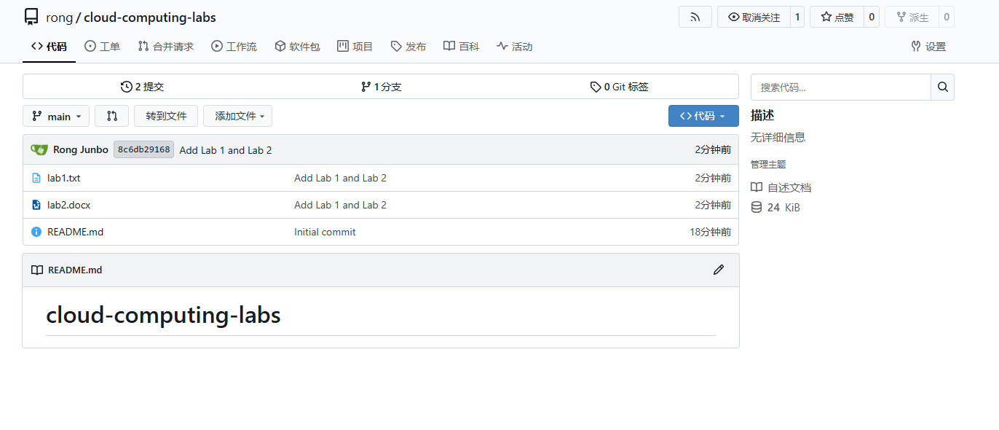 rong / cloud-computing-labs
取消关注 1 点赞 0 派生 0
代码 工单 合并请求 工作流 软件包 项目 发布 百科 活动 设置
2 提交 1 分支 0 Git 标签
搜索代码...
main 转到文件 添加文件 代码
描述
无详细信息
管理主题
自述文档
24 KiB
Rong Junbo 8c6db29168 Add Lab 1 and Lab 2 2分钟前
lab1.txt Add Lab 1 and Lab 2 2分钟前
lab2.docx Add Lab 1 and Lab 2 2分钟前
README.md Initial commit 18分钟前
README.md
cloud-computing-labs